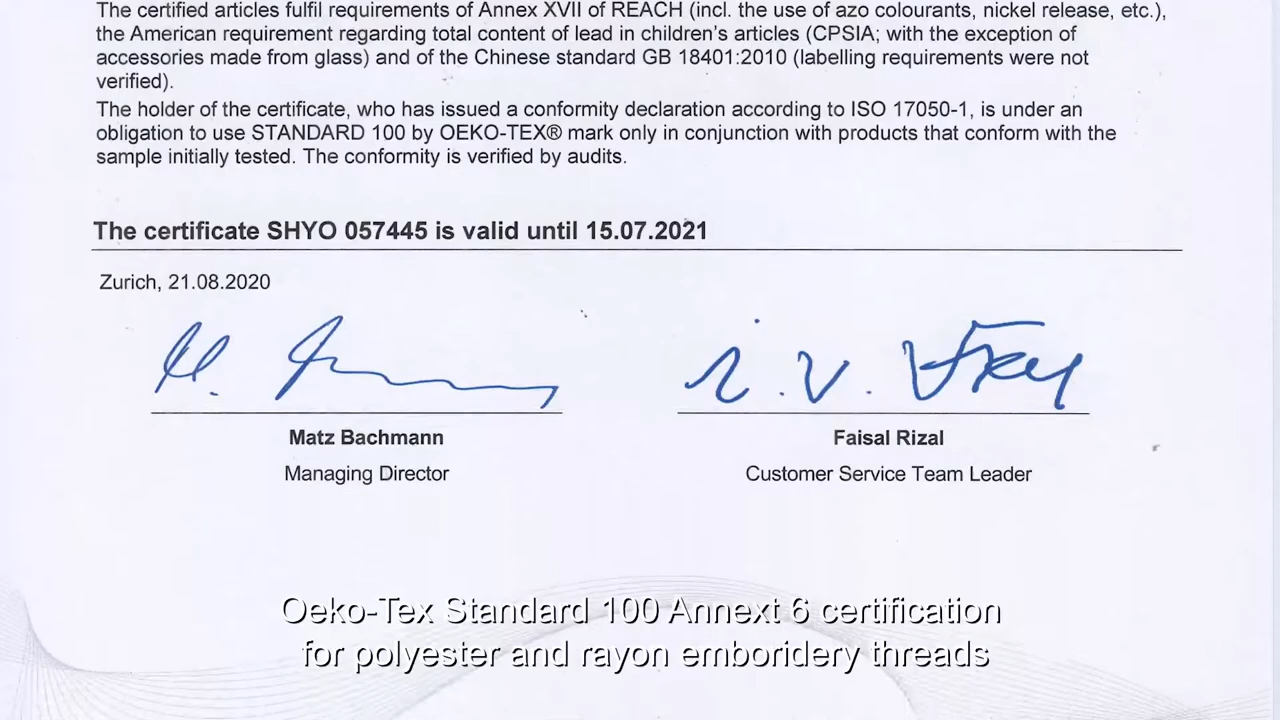 The certified articles fulfil requirements of Annex XVII of REACH (incl. the use of azo colourants, nickel release, etc.),
the American requirement regarding total content of lead in children's articles (CPSIA; with the exception of
accessories made from glass) and of the Chinese standard GB 18401:2010 (labelling requirements were not
verified).
The holder of the certificate, who has issued a conformity declaration according to ISO 17050-1, is under an
obligation to use STANDARD 100 by OEKO-TEX® mark only in conjunction with products that conform with the
sample initially tested. The conformity is verified by audits.
The certificate SHYO 057445 is valid until 15.07.2021
Zurich, 21.08.2020
Matz Bachmann
Faisal Rizal
Managing Director
Customer Service Team Leader
Oeko-Tex Standard 100 Annext 6 certification
for polyester and rayon emboridery threads